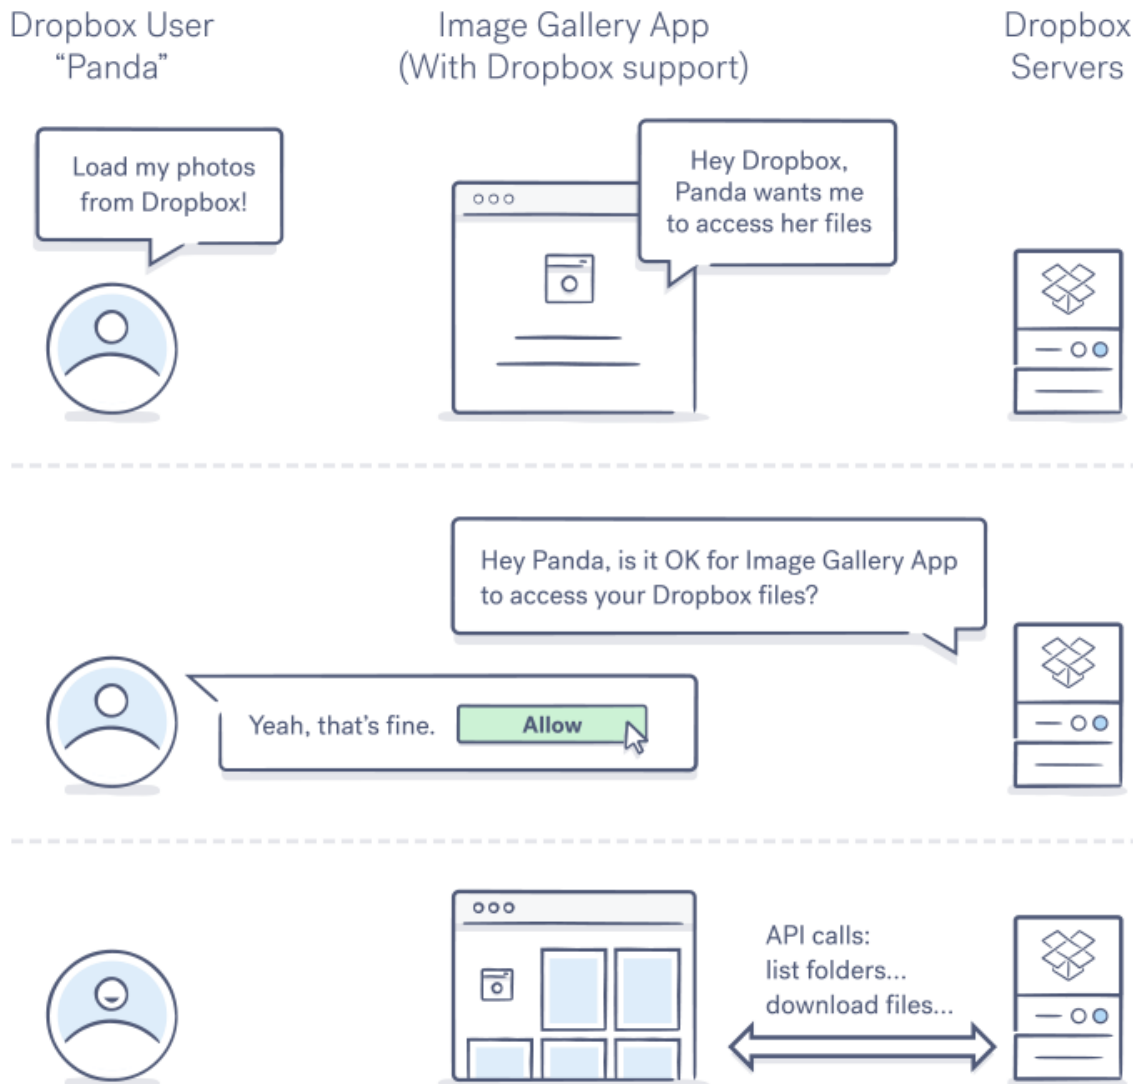 Dropbox User
“Panda”
Image Gallery App
(With Dropbox support)
Dropbox
Servers
Load my photos
from Dropbox!
Hey Dropbox,
Panda wants me
to access her files
Hey Panda, is it OK for Image Gallery App
to access your Dropbox files?
Yeah, that’s fine. Allow
API calls:
list folders...
download files...